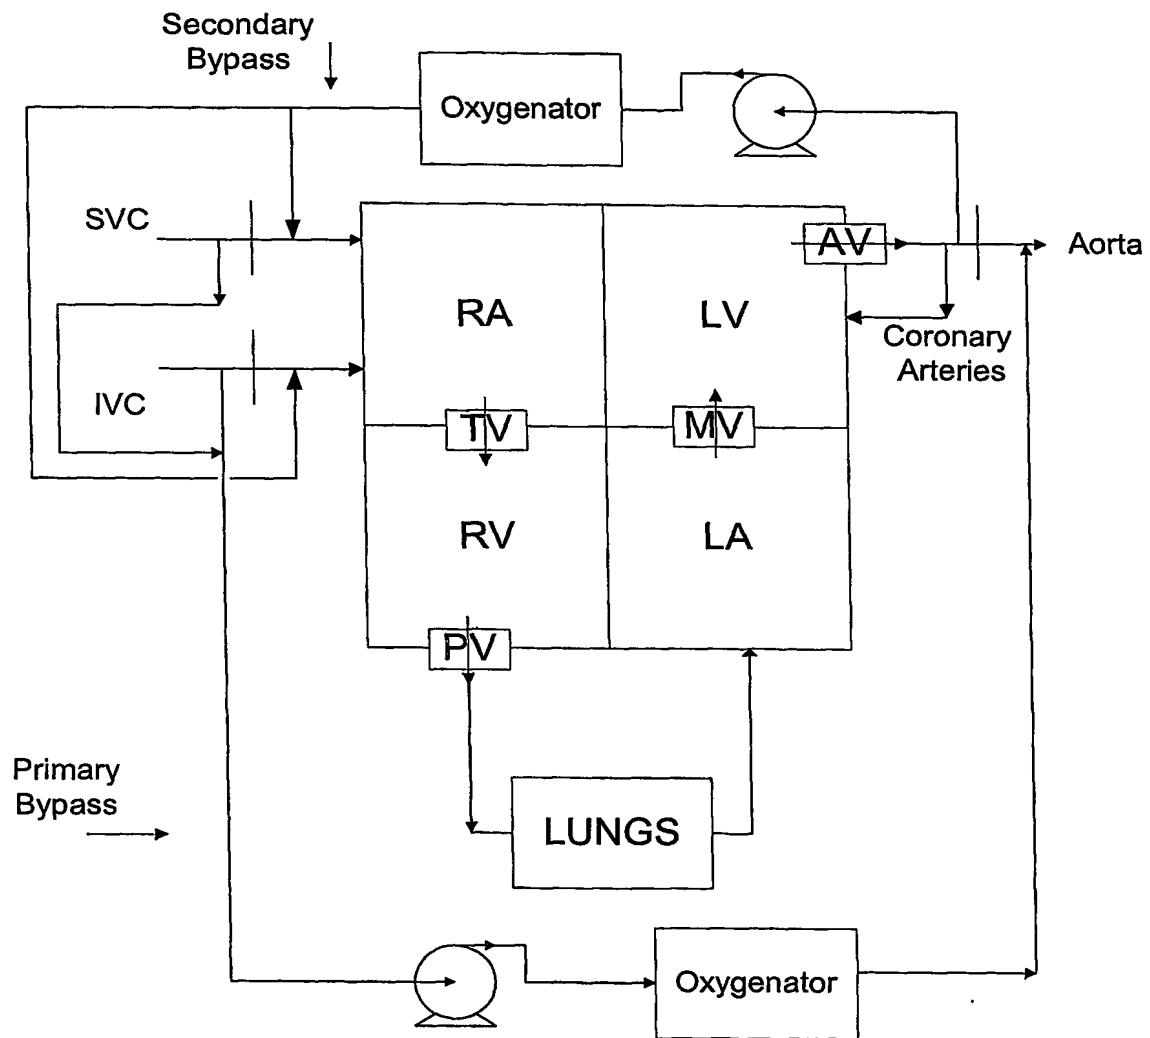 Secondary
Bypass
Oxygenator
SVC
AV
Aorta
RA
LV
Coronary
Arteries
IVC
TV
MV
RV
LA
PV
Primary
Bypass
LUNGS
Oxygenator